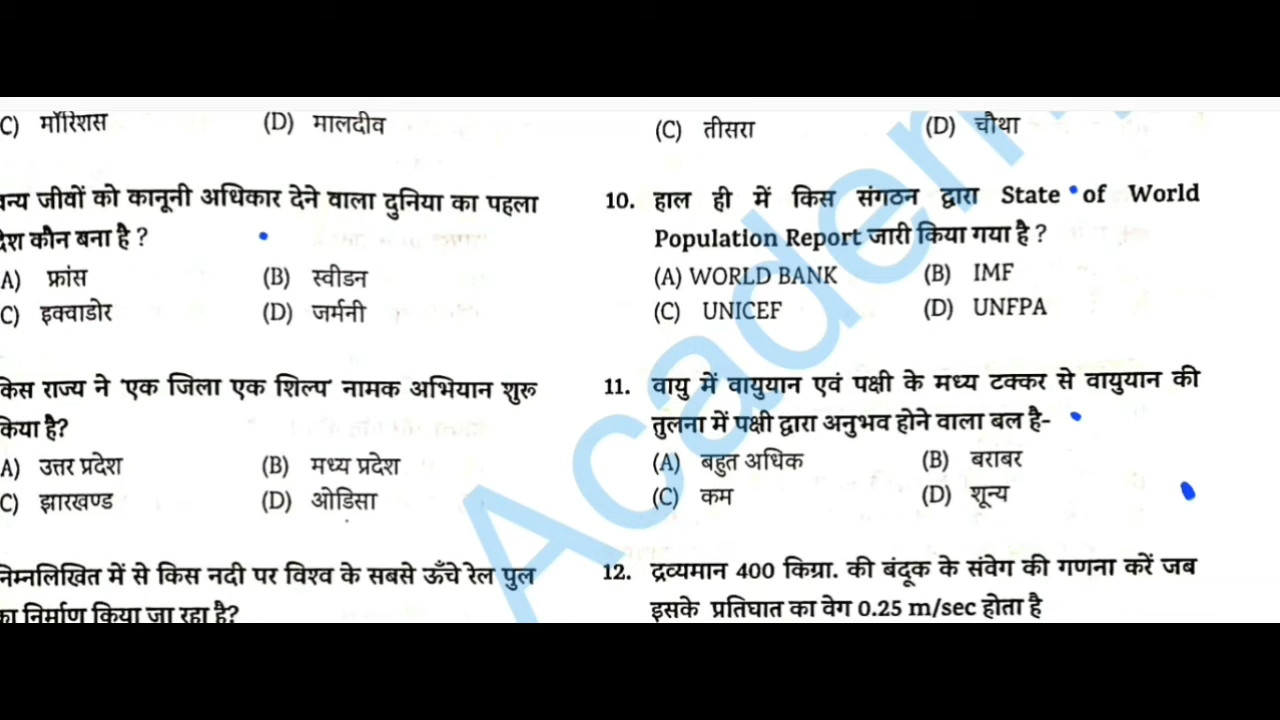 C) मॉरिशस (D) मालदीव
वन्य जीवों को कानूनी अधिकार देने वाला दुनिया का पहला
देश कौन बना है ?
A) फ्रांस (B) स्वीडन
C) इक्वाडोर (D) जर्मनी
किस राज्य ने 'एक जिला एक शिल्प' नामक अभियान शुरू
किया है?
A) उत्तर प्रदेश (B) मध्य प्रदेश
C) झारखण्ड (D) ओडिसा
निम्नलिखित में से किस नदी पर विश्व के सबसे ऊँचे रेल पुल
का निर्माण किया जा रहा है?
(C) तीसरा (D) चौथा
10. हाल ही में किस संगठन द्वारा State of World
Population Report जारी किया गया है ?
(A) WORLD BANK (B) IMF
(C) UNICEF (D) UNFPA
11. वायु में वायुयान एवं पक्षी के मध्य टक्कर से वायुयान की
तुलना में पक्षी द्वारा अनुभव होने वाला बल है-
(A) बहुत अधिक (B) बराबर
(C) कम (D) शून्य
12. द्रव्यमान 400 किग्रा. की बंदूक के संवेग की गणना करें जब
इसके प्रतिघात का वेग 0.25 m/sec होता है
Academ